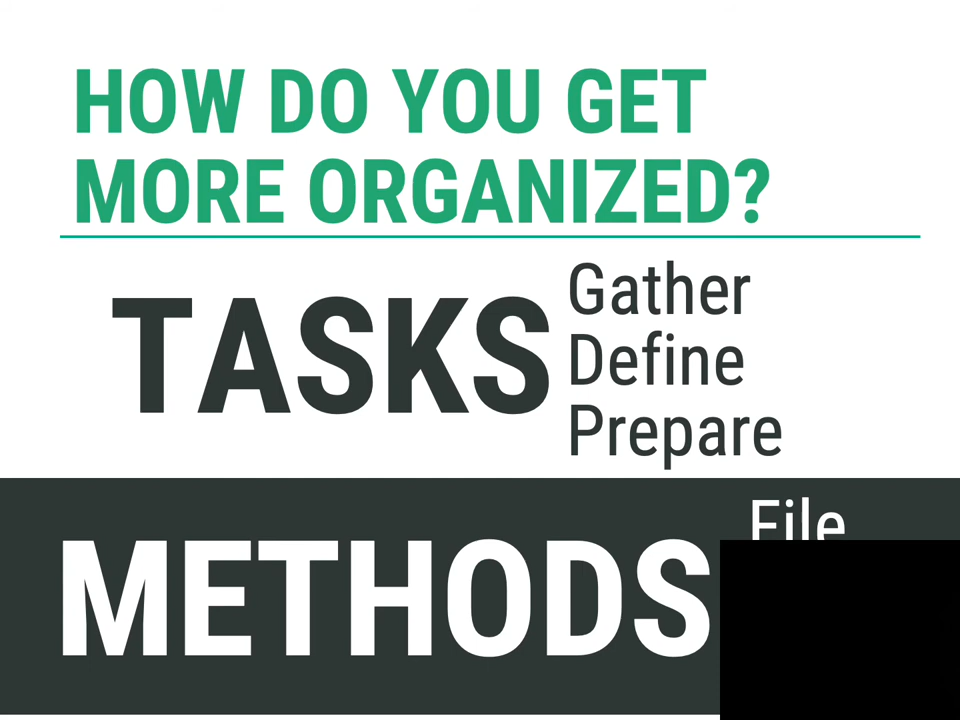 HOW DO YOU GET
MORE ORGANIZED?
TASKS
Gather
Define
Prepare
METHODS
File